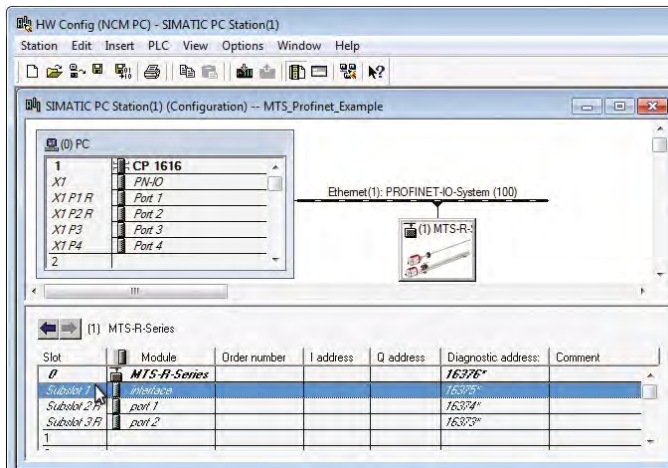 HW Config (NCM PC) - SIMATIC PC Station(1)
Station Edit Insert PLC View Options Window Help
SIMATIC PC Station(1) (Configuration) -- MTS_Profinet_Example
(0) PC
1 CP 1616
X1 PN-IO
X1 P1 R Port 1
X1 P2 R Port 2
X1 P3 Port 3
X1 P4 Port 4
2
Ethernet(1): PROFINET-IO-System (100)
(1) MTS-R-S
(1) MTS-R-Series
Slot Module Order number I address Q address Diagnostic address: Comment
0 MTS-R-Series 16376*
Subslot 1 interface 16375*
Subslot 2 R port 1 16374*
Subslot 3 R port 2 16373*
1